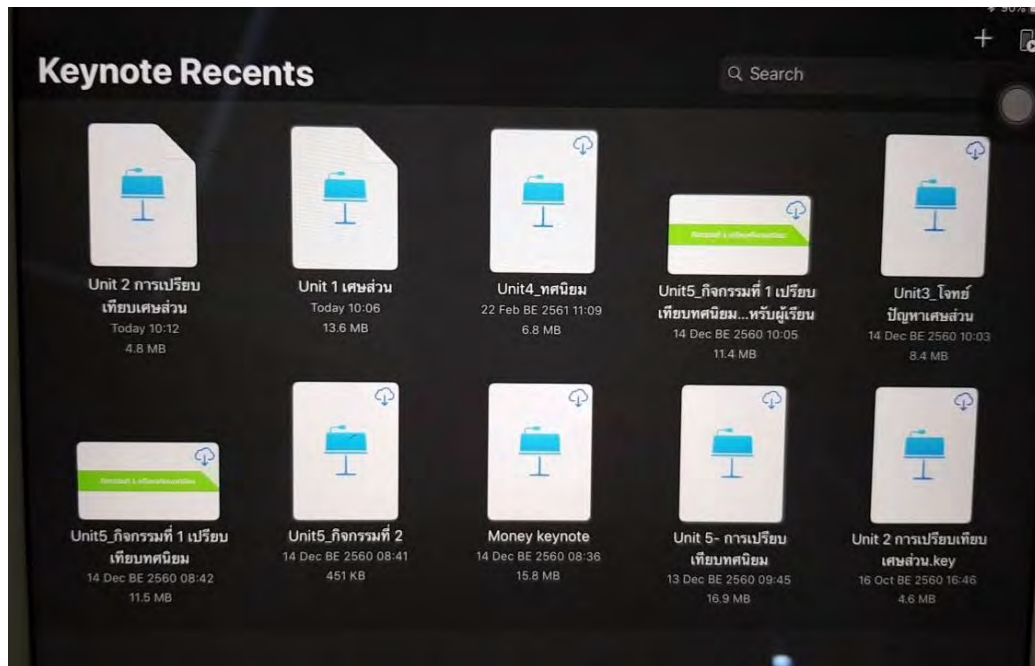 Keynote Recents
Search
Unit 2 การเปรียบ
เทียบเศษส่วน
Today 10:12
4.8 MB
Unit 1 เศษส่วน
Today 10:06
13.6 MB
Unit4_ทศนิยม
22 Feb BE 2561 11:09
6.8 MB
Unit5_กิจกรรมที่ 1 เปรียบ
เทียบทศนิยม...หรับผู้เรียน
14 Dec BE 2560 10:05
11.4 MB
Unit3_โจทย์
ปัญหาเศษส่วน
14 Dec BE 2560 10:03
8.4 MB
Unit5_กิจกรรมที่ 1 เปรียบ
เทียบทศนิยม
14 Dec BE 2560 08:42
11.5 MB
Unit5_กิจกรรมที่ 2
14 Dec BE 2560 08:41
451 KB
Money keynote
14 Dec BE 2560 08:36
15.8 MB
Unit 5- การเปรียบ
เทียบทศนิยม
13 Dec BE 2560 09:45
16.9 MB
Unit 2 การเปรียบเทียบ
เศษส่วน.key
16 Oct BE 2560 16:46
4.6 MB